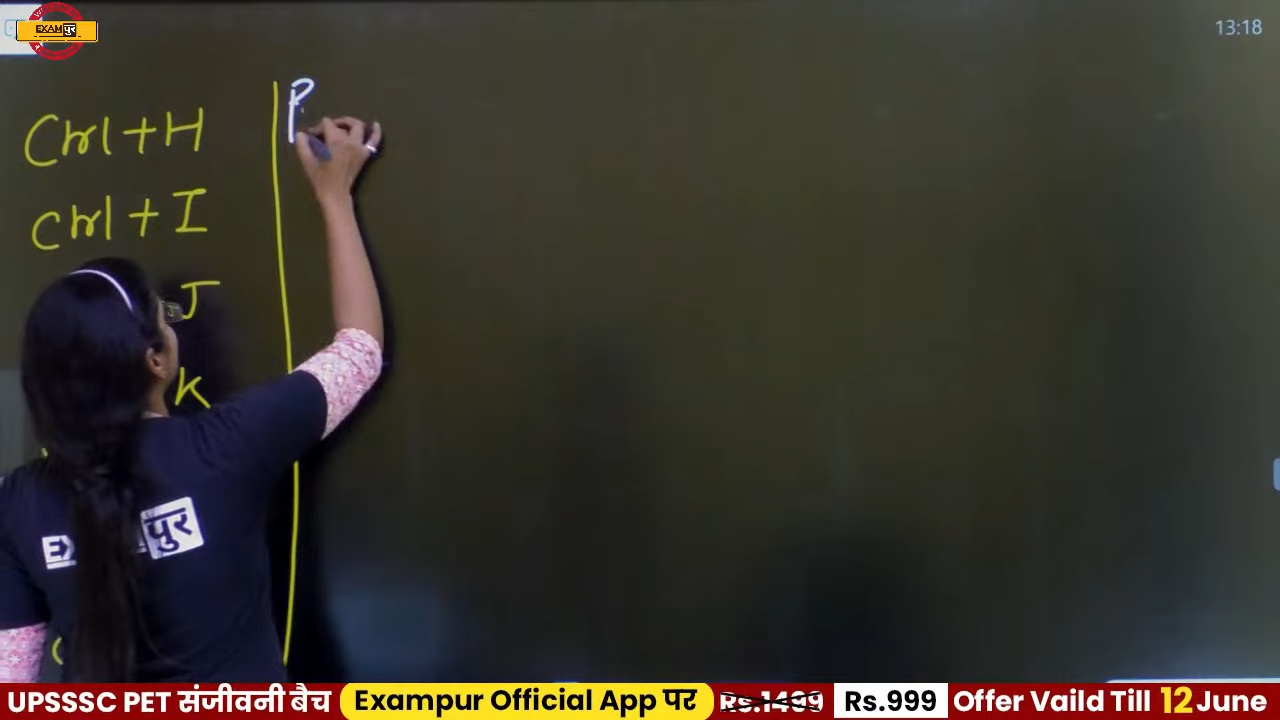 EXAMपुर
13:18
Ctrl + H
P
Ctrl + I
J
K
पुर
UPSSSC PET संजीवनी बैच Exampur Official App पर Rs.1499 Rs.999 Offer Vaild Till 12 June